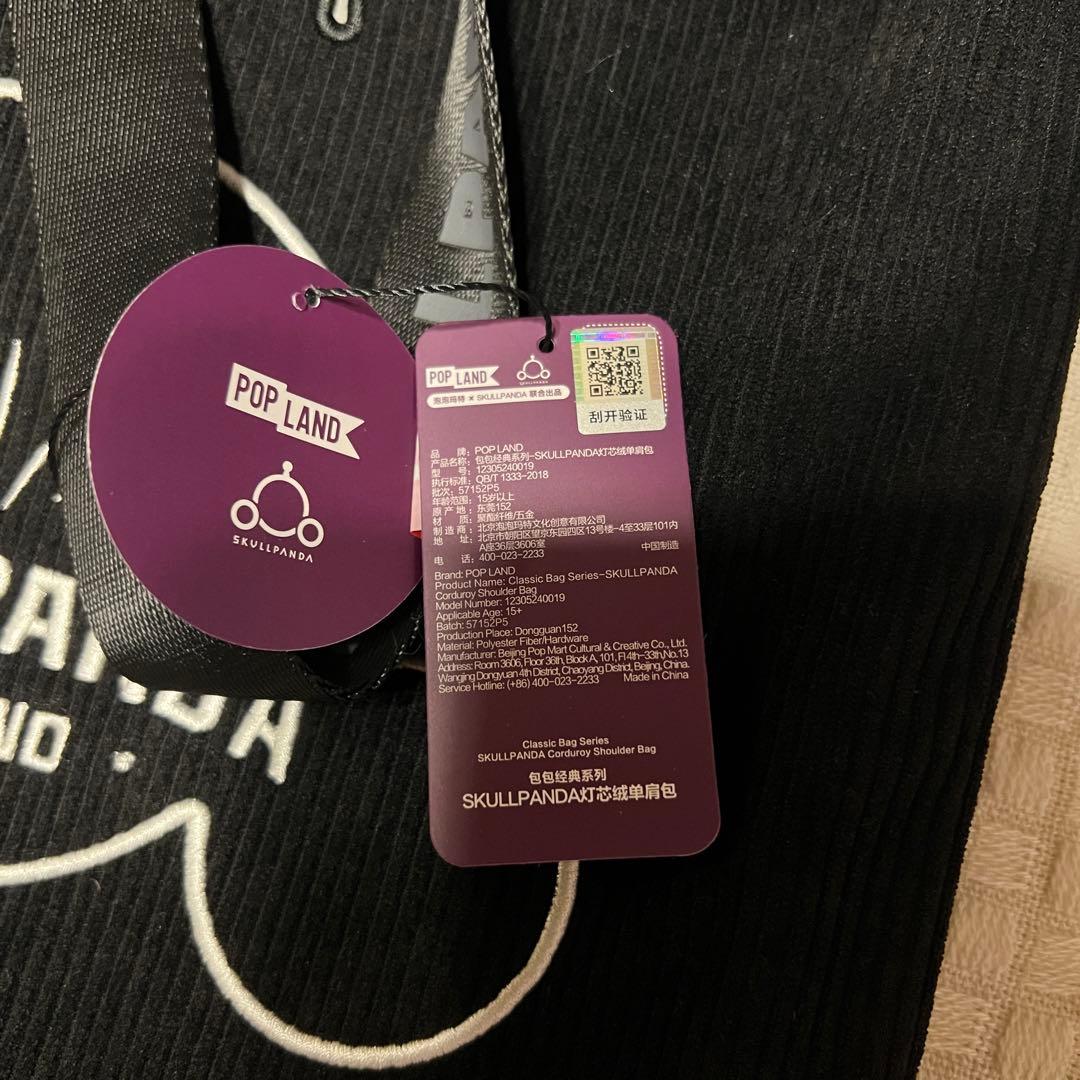 POP LAND
SKULLPANDA
POP LAND
SKULLPANDA
泡泡玛特 × SKULLPANDA 联合出品
刮开验证
品 牌：POP LAND
产品名称：包包经典系列-SKULLPANDA灯芯绒单肩包
型 号：12305240019
执行标准：QB/T 1333-2018
批次：57152P5
年龄范围：15岁以上
原产地：东莞152
材 质：聚酯纤维/五金
制造商：北京泡泡玛特文化创意有限公司
地 址：北京市朝阳区望京东园四区13号楼-4至33层101内
A座36层3606室
电 话：400-023-2233 中国制造
Brand: POP LAND
Product Name: Classic Bag Series-SKULLPANDA
Corduroy Shoulder Bag
Model Number: 12305240019
Applicable Age: 15+
Batch: 57152P5
Production Place: Dongguan152
Material: Polyester Fiber/Hardware
Manufacturer: Beijing Pop Mart Cultural & Creative Co., Ltd.
Address: Room 3606, Floor 36th, Block A, 101, Fl 4th-33th,No.13
Wangjing Dongyuan 4th District, Chaoyang District, Beijing, China.
Service Hotline: (+86) 400-023-2233 Made in China
Classic Bag Series
SKULLPANDA Corduroy Shoulder Bag
包包经典系列
SKULLPANDA灯芯绒单肩包
PANDA
ND ·